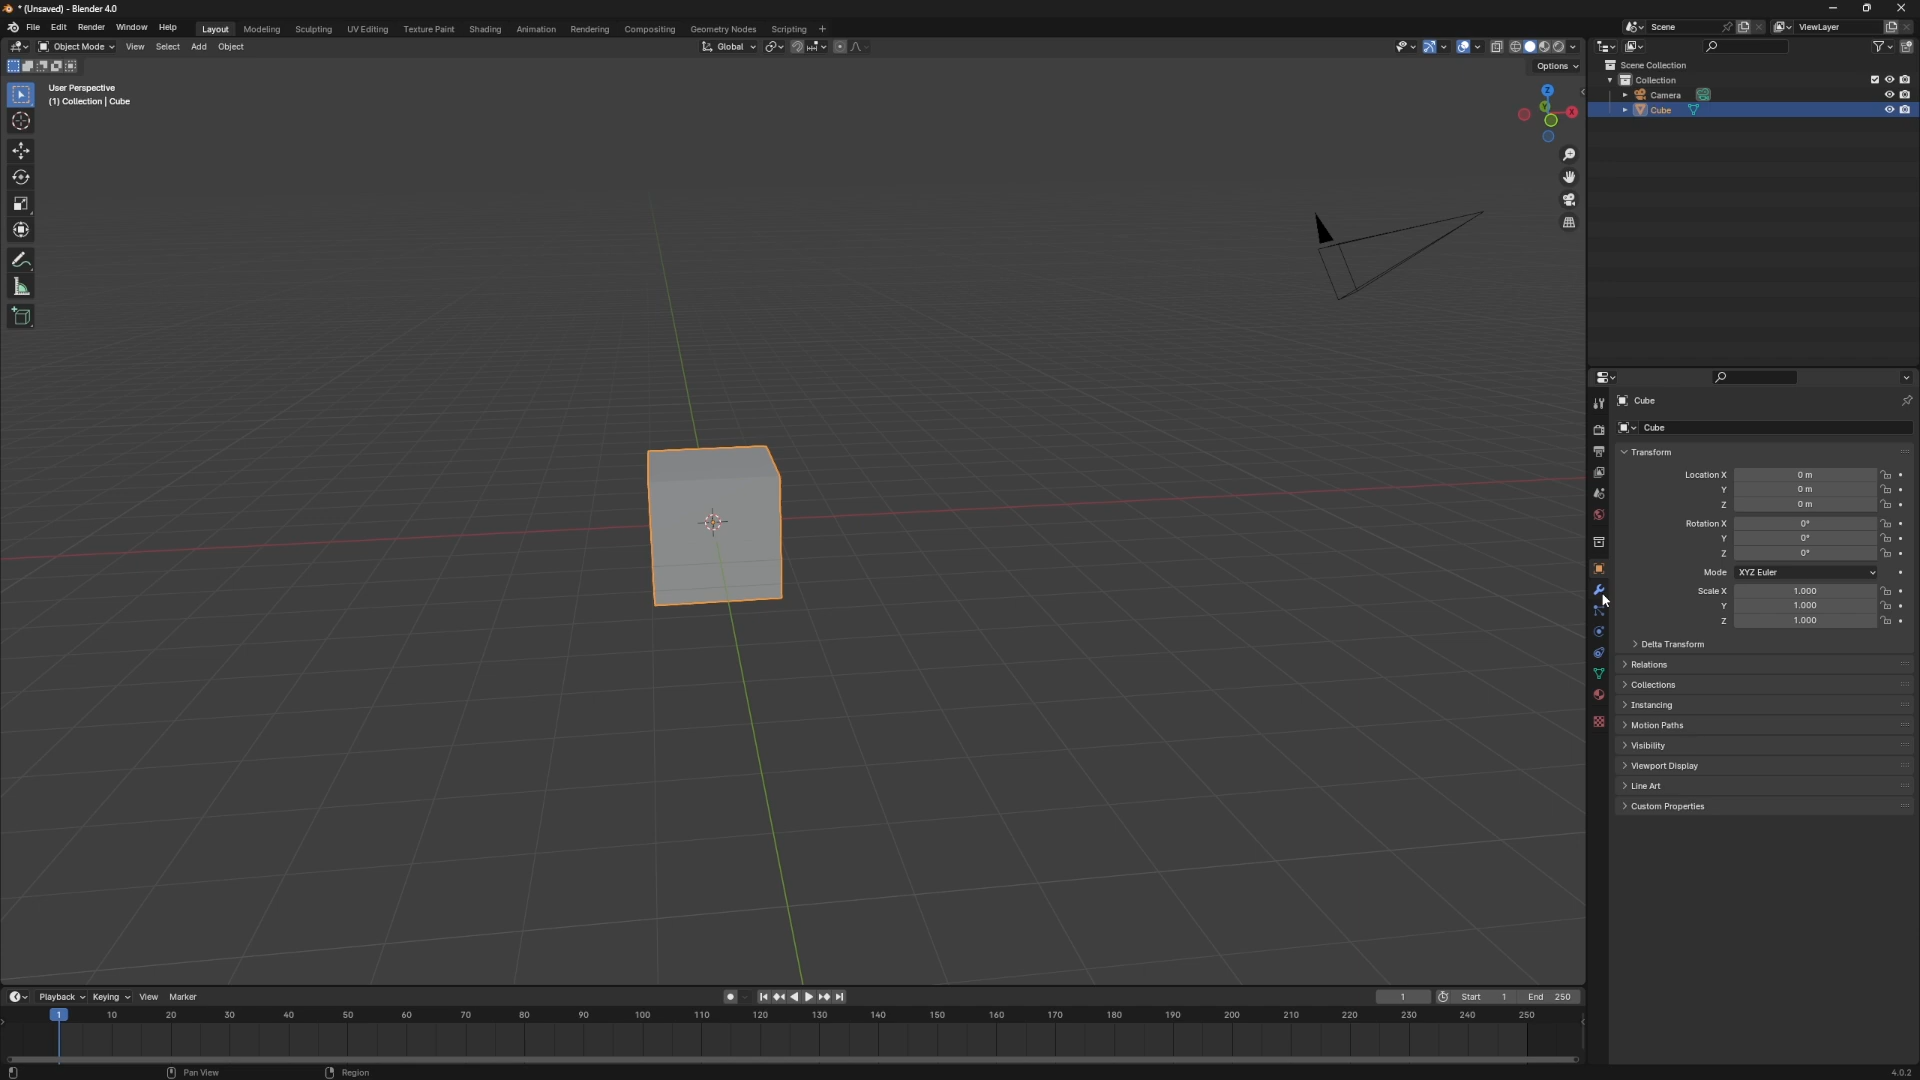 * (Unsaved) - Blender 4.0
File Edit Render Window Help Layout Modeling Sculpting UV Editing Texture Paint Shading Animation Rendering Compositing Geometry Nodes Scripting + Scene ViewLayer
Object Mode View Select Add Object Global
Options
User Perspective
(1) Collection | Cube
Z
Y
X
Scene Collection
Collection
Camera
Cube
Cube
Cube
Transform
Location X 0 m
Y 0 m
Z 0 m
Rotation X 0°
Y 0°
Z 0°
Mode XYZ Euler
Scale X 1.000
Y 1.000
Z 1.000
Delta Transform
Relations
Collections
Instancing
Motion Paths
Visibility
Viewport Display
Line Art
Custom Properties
Playback Keying View Marker 1 Start 1 End 250
1 10 20 30 40 50 60 70 80 90 100 110 120 130 140 150 160 170 180 190 200 210 220 230 240 250
Pan View Region 4.0.2